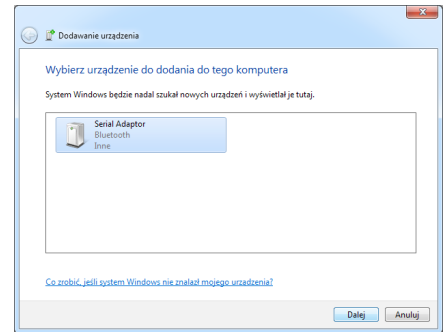 Dodawanie urządzenia
Wybierz urządzenie do dodania do tego komputera
System Windows będzie nadal szukał nowych urządzeń i wyświetlał je tutaj.
Serial Adaptor
Bluetooth
Inne
Co zrobić, jeśli system Windows nie znalazł mojego urzadzenia?
Dalej
Anuluj